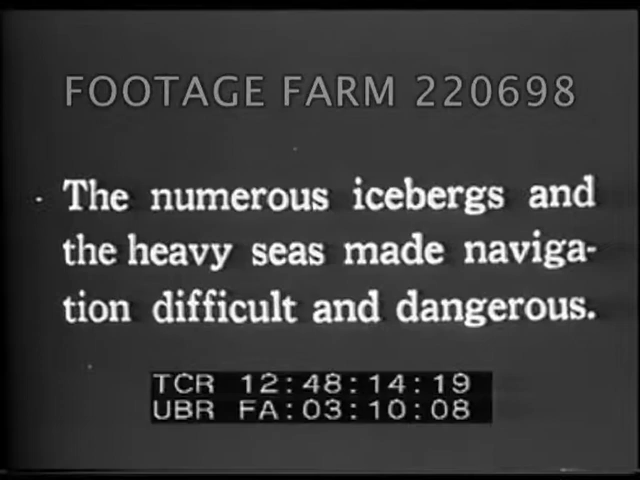 FOOTAGE FARM 220698
The numerous icebergs and
the heavy seas made naviga-
tion difficult and dangerous.
TCR 12:48:14:19
UBR FA:03:10:08